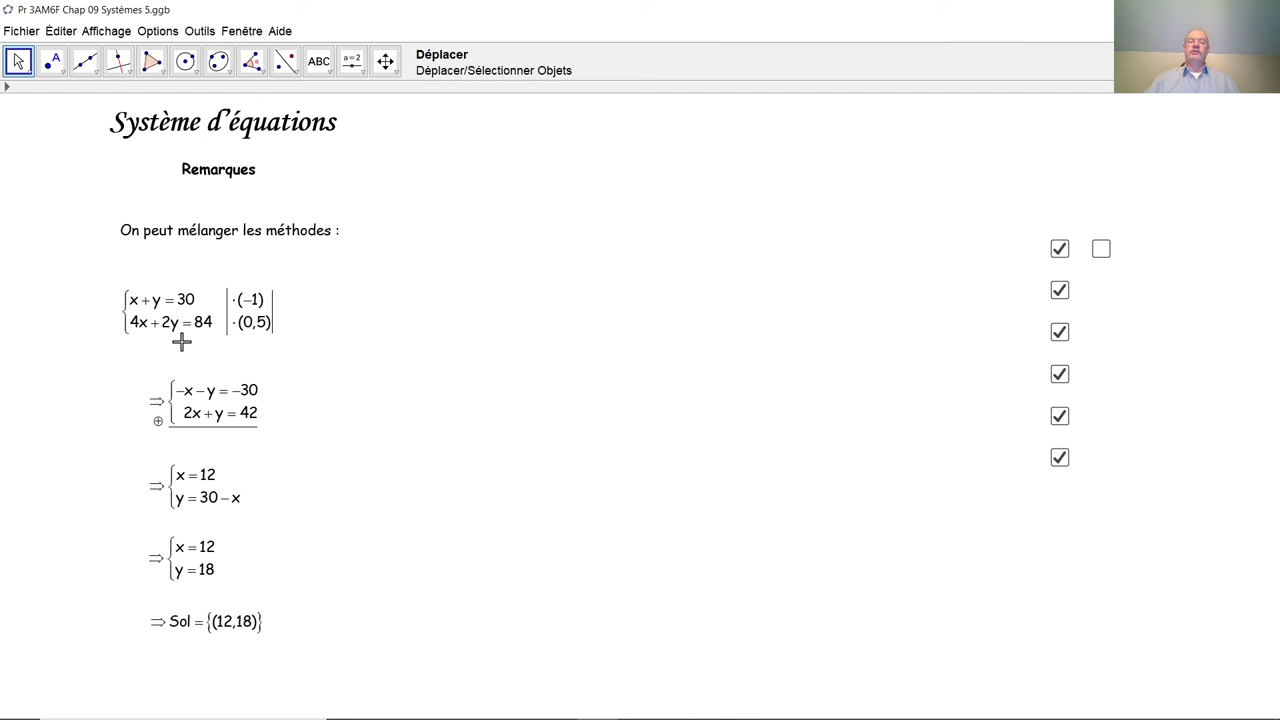 Pr 3AM6F Chap 09 Systèmes 5.ggb
Fichier Éditer Affichage Options Outils Fenêtre Aide
A
ABC
a=2
Déplacer
Déplacer/Sélectionner Objets
Système d'équations
Remarques
On peut mélanger les méthodes :
x + y = 30 | ·(−1) |
4x + 2y = 84 | ·(0,5) |
⇒ { −x − y = −30
⊕ 2x + y = 42
⇒ { x = 12
y = 30 − x
⇒ { x = 12
y = 18
⇒ Sol = {(12,18)}